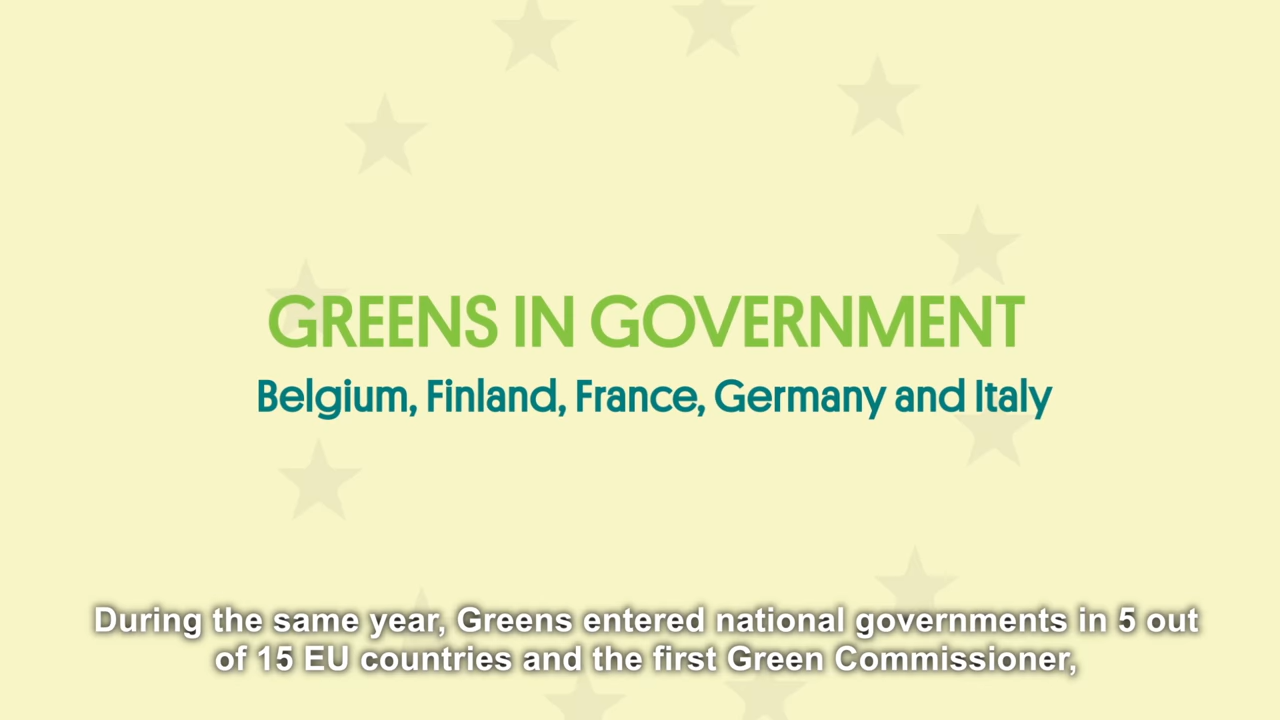 GREENS IN GOVERNMENT
Belgium, Finland, France, Germany and Italy
During the same year, Greens entered national governments in 5 out
of 15 EU countries and the first Green Commissioner,